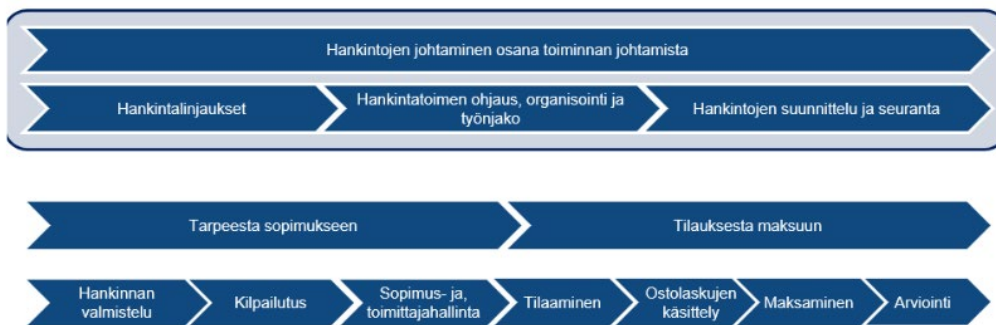 Hankintojen johtaminen osana toiminnan johtamista
Hankintalinjaukset
Hankintatoimen ohjaus, organisointi ja
työnjako
Hankintojen suunnittelu ja seuranta
Tarpeesta sopimukseen
Tilauksesta maksuun
Hankinnan
valmistelu
Kilpailutus
Sopimus- ja,
toimittajahallinta
Tilaaminen
Ostolaskujen
käsittely
Maksaminen
Arviointi